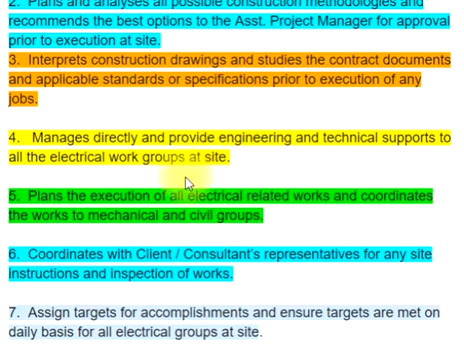 2. Plans and analyses all possible construction methodologies and
recommends the best options to the Asst. Project Manager for approval
prior to execution at site.
3. Interprets construction drawings and studies the contract documents
and applicable standards or specifications prior to execution of any
jobs.
4. Manages directly and provide engineering and technical supports to
all the electrical work groups at site.
5. Plans the execution of all electrical related works and coordinates
the works to mechanical and civil groups.
6. Coordinates with Client / Consultant's representatives for any site
instructions and inspection of works.
7. Assign targets for accomplishments and ensure targets are met on
daily basis for all electrical groups at site.